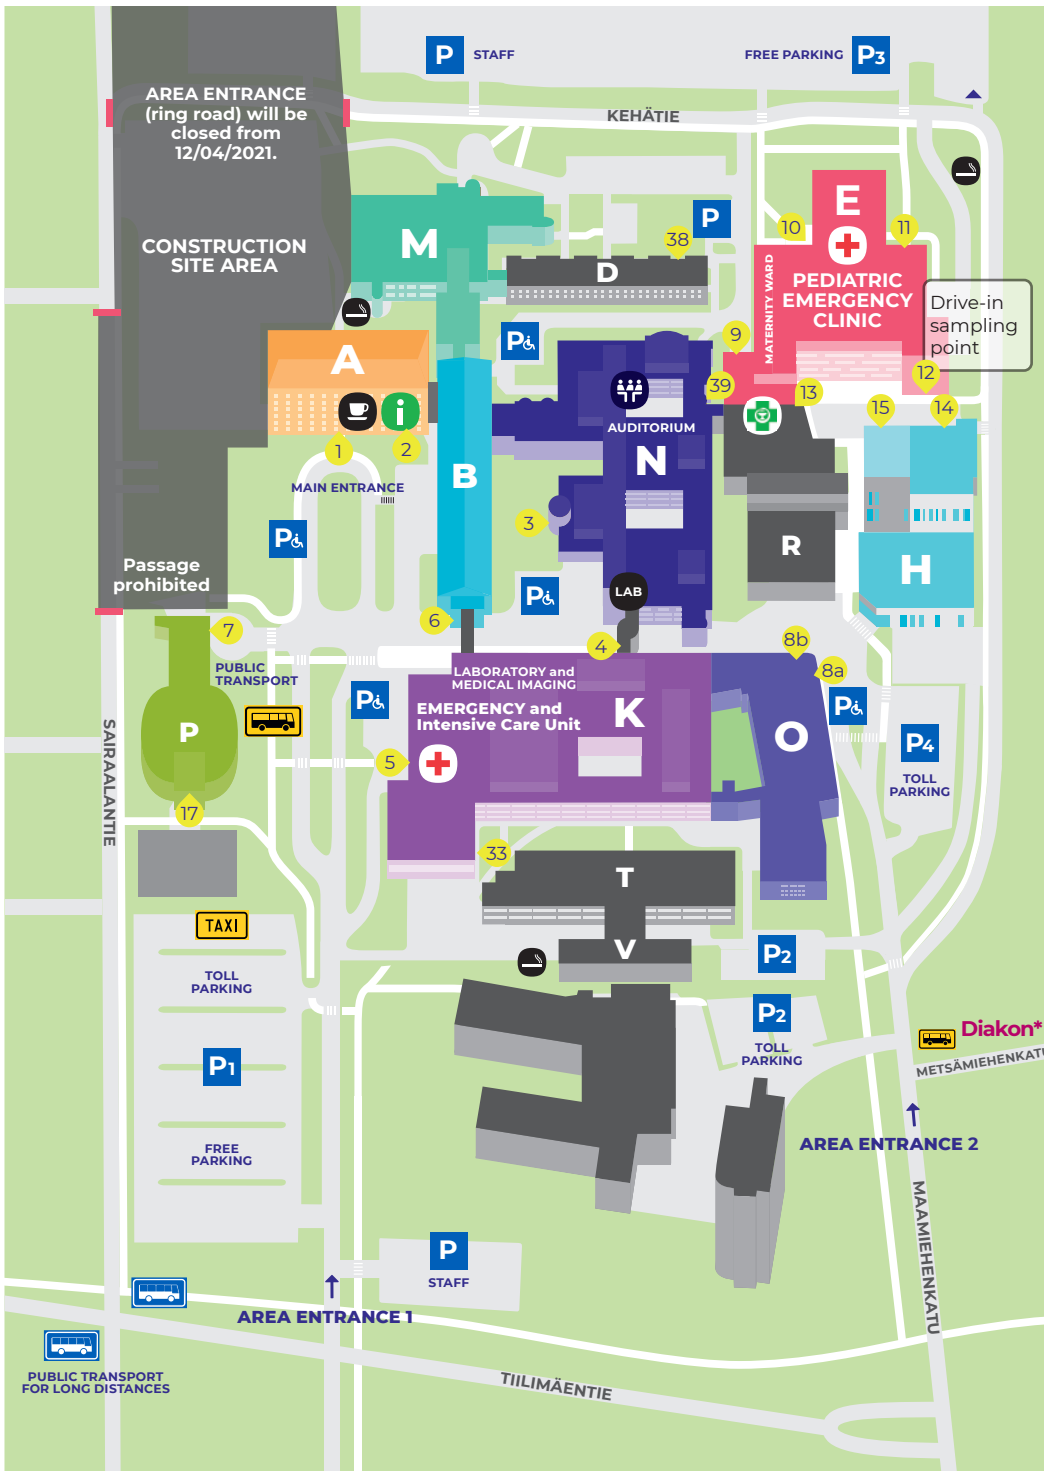 P STAFF
FREE PARKING P3
AREA ENTRANCE
(ring road) will be
closed from
12/04/2021.
KEHÄTIE
CONSTRUCTION
SITE AREA
M
P
38
D
E
10
11
PEDIATRIC
EMERGENCY
CLINIC
MATERNITY WARD
Drive-in
sampling
point
12
A
P
9
39
13
15
14
1
2
MAIN ENTRANCE
AUDITORIUM
N
B
3
P
R
H
Passage
prohibited
P
LAB
6
4
7
PUBLIC
TRANSPORT
8b
8a
LABORATORY and
MEDICAL IMAGING
EMERGENCY and
Intensive Care Unit
K
P
P
O
P4
TOLL
PARKING
P
SAIRAALANTIE
5
17
33
T
V
TAXI
TOLL
PARKING
P2
P2
TOLL
PARKING
P1
FREE
PARKING
Diakon*
METSÄMIEHENKATU
AREA ENTRANCE 2
MAAMIEHENKATU
P
STAFF
AREA ENTRANCE 1
PUBLIC TRANSPORT
FOR LONG DISTANCES
TIILIMÄENTIE